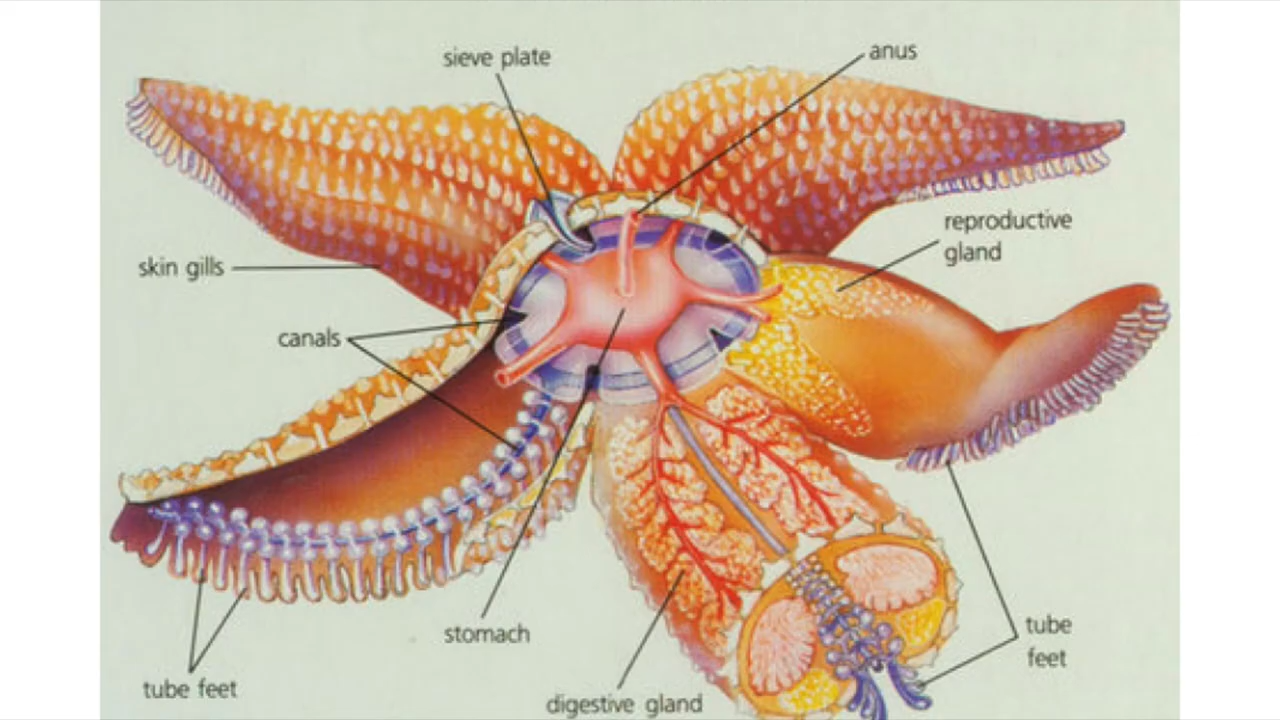 sieve plate
anus
reproductive
gland
skin gills
canals
stomach
tube
feet
tube feet
digestive gland